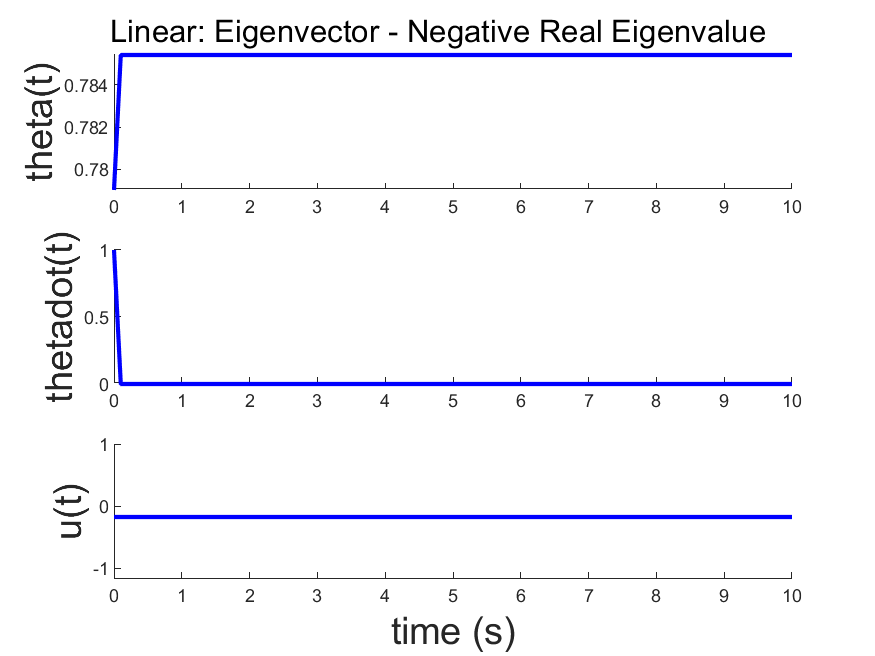 Linear: Eigenvector - Negative Real Eigenvalue
theta(t)
0.784
0.782
0.78
0 1 2 3 4 5 6 7 8 9 10
thetadot(t)
1
0.5
0
0 1 2 3 4 5 6 7 8 9 10
u(t)
1
0
-1
0 1 2 3 4 5 6 7 8 9 10
time (s)